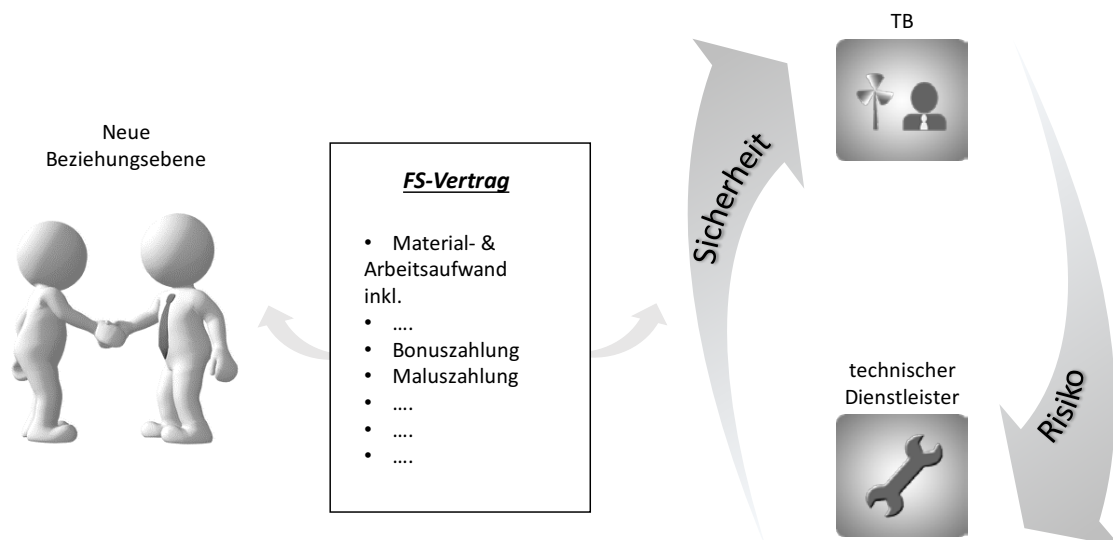 Neue
Beziehungsebene
FS-Vertrag
• Material- &
Arbeitsaufwand
inkl.
• ....
• Bonuszahlung
• Maluszahlung
• ....
• ....
• ....
Sicherheit
TB
technischer
Dienstleister
Risiko